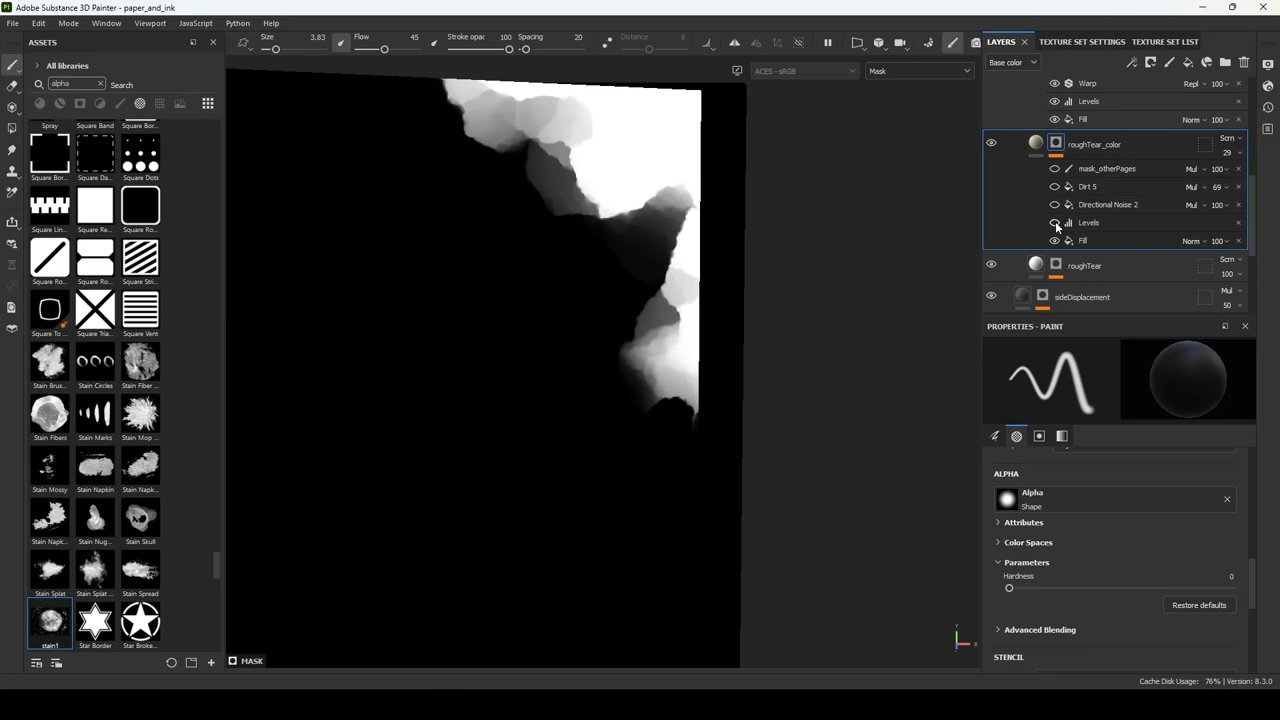 Adobe Substance 3D Painter - paper_and_ink
File Edit Mode Window Viewport JavaScript Python Help
ASSETS
Size 3.83 Flow 45 Stroke opac 100 Spacing 20 Distance 8
LAYERS TEXTURE SET SETTINGS TEXTURE SET LIST
All libraries
Base color
ACES - sRGB Mask
alpha Search
Warp Repl 100
Levels
Spray Square Band Square Bor...
Fill Norm 100
roughTear_color Scrn
29
mask_otherPages Mul 100
Square Bor... Square Da... Square Dots
Dirt 5 Mul 69
Directional Noise 2 Mul 100
Levels
Square Lin... Square Re... Square Ro...
Fill Norm 100
roughTear Scrn
100
Square Ro... Square Ro... Square Stri...
sideDisplacement Mul
50
PROPERTIES - PAINT
Square To ... Square Tria... Square Vent
Stain Brus... Stain Circles Stain Fiber ...
Stain Fibers Stain Marks Stain Mop ...
ALPHA
Alpha
Shape
Stain Mossy Stain Napkin Stain Napk...
Attributes
Color Spaces
Stain Napk... Stain Nug... Stain Skull
Parameters
Hardness 0
Restore defaults
Stain Splat Stain Splat ... Stain Spread
Advanced Blending
stain1 Star Border Star Broke...
STENCIL
MASK
Y
X
Cache Disk Usage: 76% | Version: 8.3.0